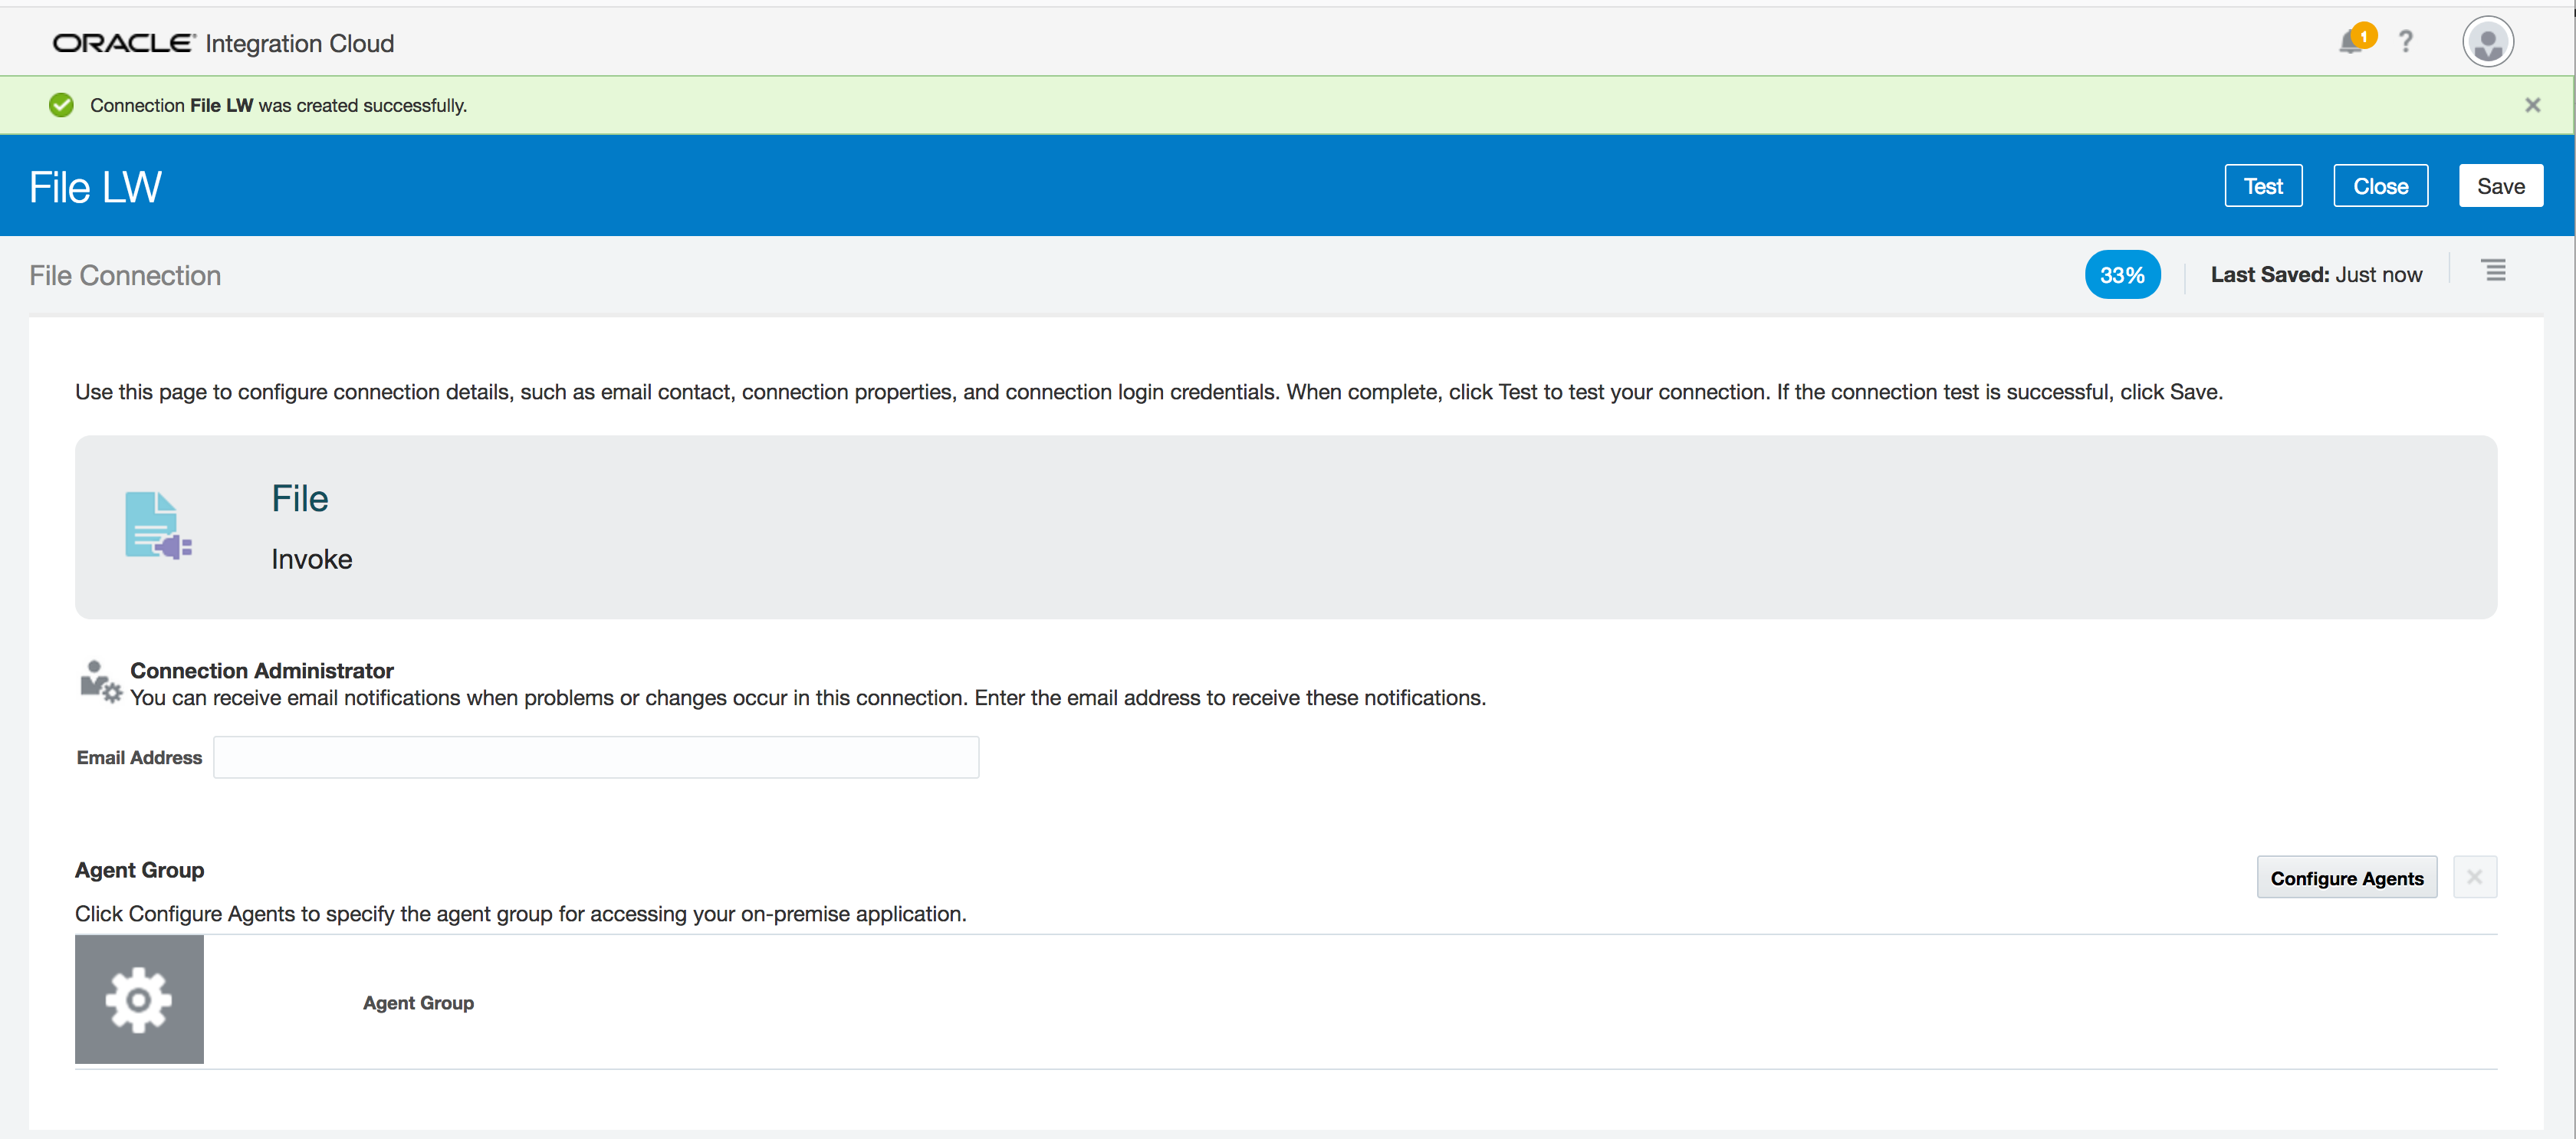 ORACLE® Integration Cloud
1
?
Connection File LW was created successfully.
File LW
Test
Close
Save
File Connection
33%
Last Saved: Just now
Use this page to configure connection details, such as email contact, connection properties, and connection login credentials. When complete, click Test to test your connection. If the connection test is successful, click Save.
File
Invoke
Connection Administrator
You can receive email notifications when problems or changes occur in this connection. Enter the email address to receive these notifications.
Email Address
Agent Group
Configure Agents
Click Configure Agents to specify the agent group for accessing your on-premise application.
Agent Group